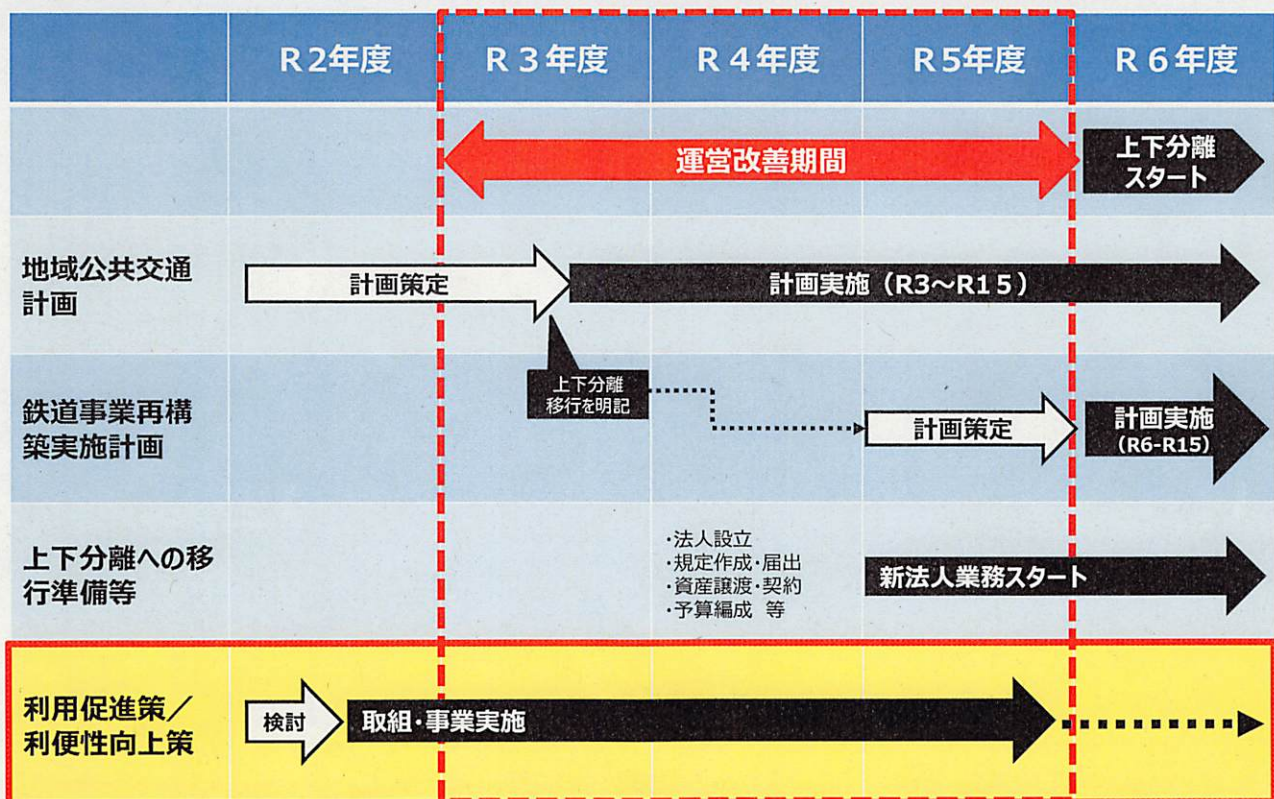 R2年度
R3年度
R4年度
R5年度
R6年度
運営改善期間
上下分離
スタート
地域公共交通
計画
計画策定
計画実施（R3～R15）
上下分離
移行を明記
鉄道事業再構
築実施計画
計画策定
計画実施
(R6-R15)
上下分離への移
行準備等
・法人設立
・規定作成・届出
・資産譲渡・契約
・予算編成 等
新法人業務スタート
利用促進策／
利便性向上策
検討
取組・事業実施